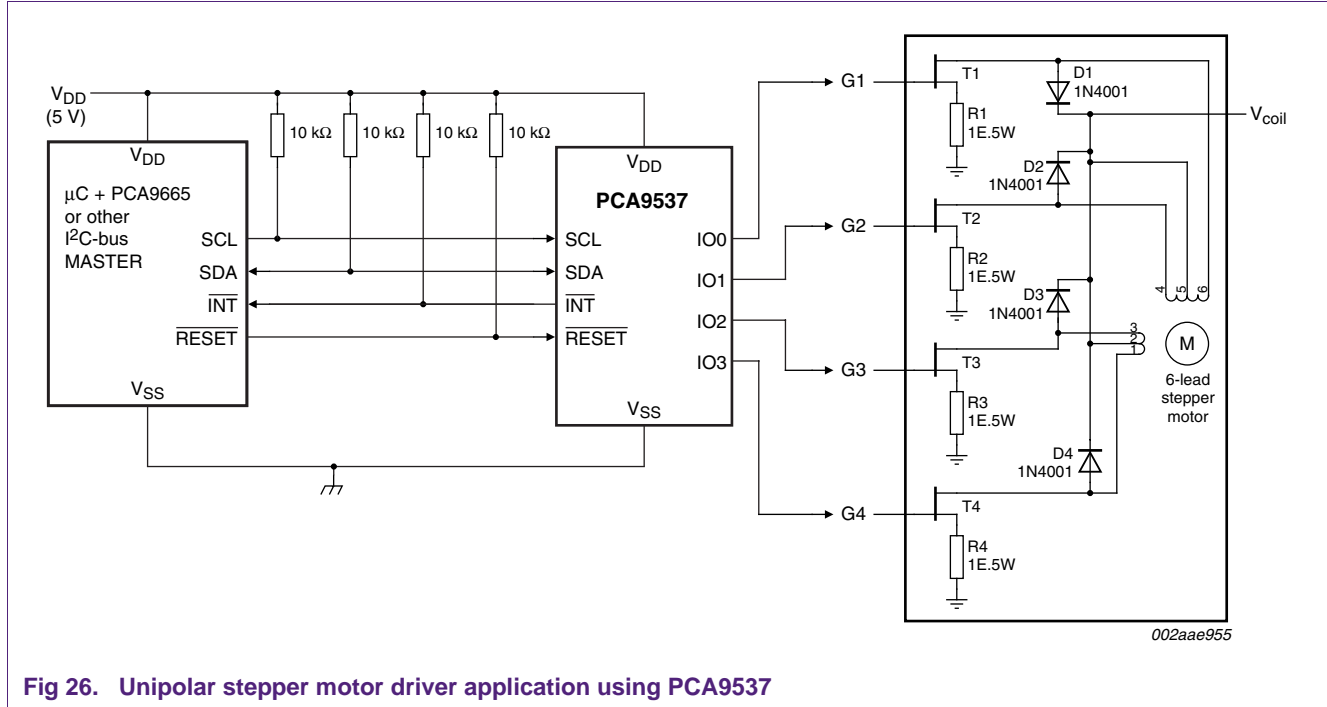 VDD
(5 V)
10 kΩ
10 kΩ
10 kΩ
10 kΩ
VDD
μC + PCA9665
or other
I2C-bus
MASTER
SCL
SDA
INT
RESET
VSS
VDD
PCA9537
SCL
SDA
INT
RESET
VSS
IO0
IO1
IO2
IO3
G1
G2
G3
G4
T1
R1
1E.5W
D1
1N4001
Vcoil
D2
1N4001
T2
R2
1E.5W
D3
1N4001
4
5
6
3
2
1
M
6-lead
stepper
motor
T3
R3
1E.5W
D4
1N4001
T4
R4
1E.5W
002aae955
Fig 26. Unipolar stepper motor driver application using PCA9537